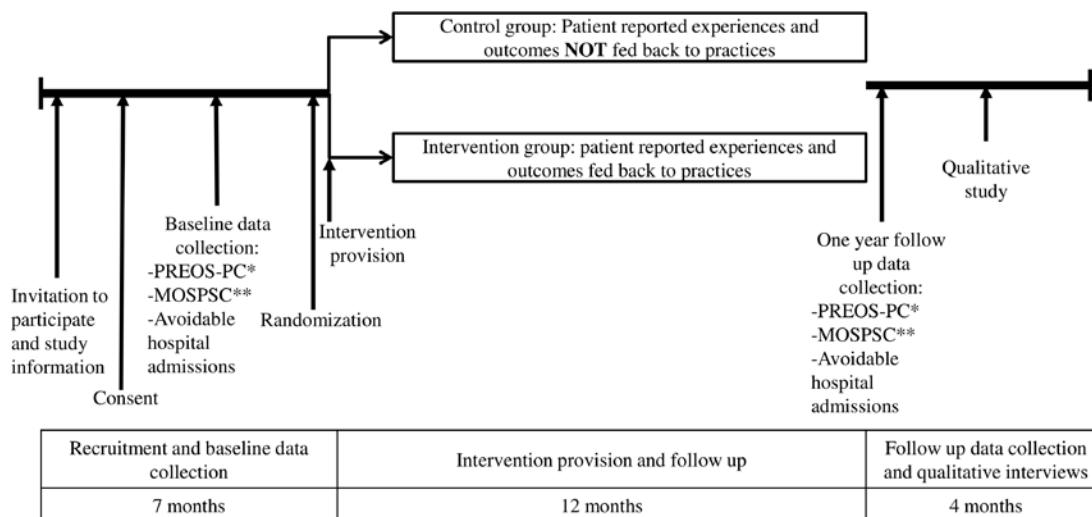 Control group: Patient reported experiences and
outcomes NOT fed back to practices
Intervention group: patient reported experiences and
outcomes fed back to practices
Invitation to
participate
and study
information
Consent
Baseline data
collection:
-PREOS-PC*
-MOSPSC**
-Avoidable
hospital
admissions
Randomization
Intervention
provision
One year follow
up data
collection:
-PREOS-PC*
-MOSPSC**
-Avoidable
hospital
admissions
Qualitative
study
Recruitment and baseline data
collection
Intervention provision and follow up
Follow up data collection
and qualitative interviews
7 months
12 months
4 months